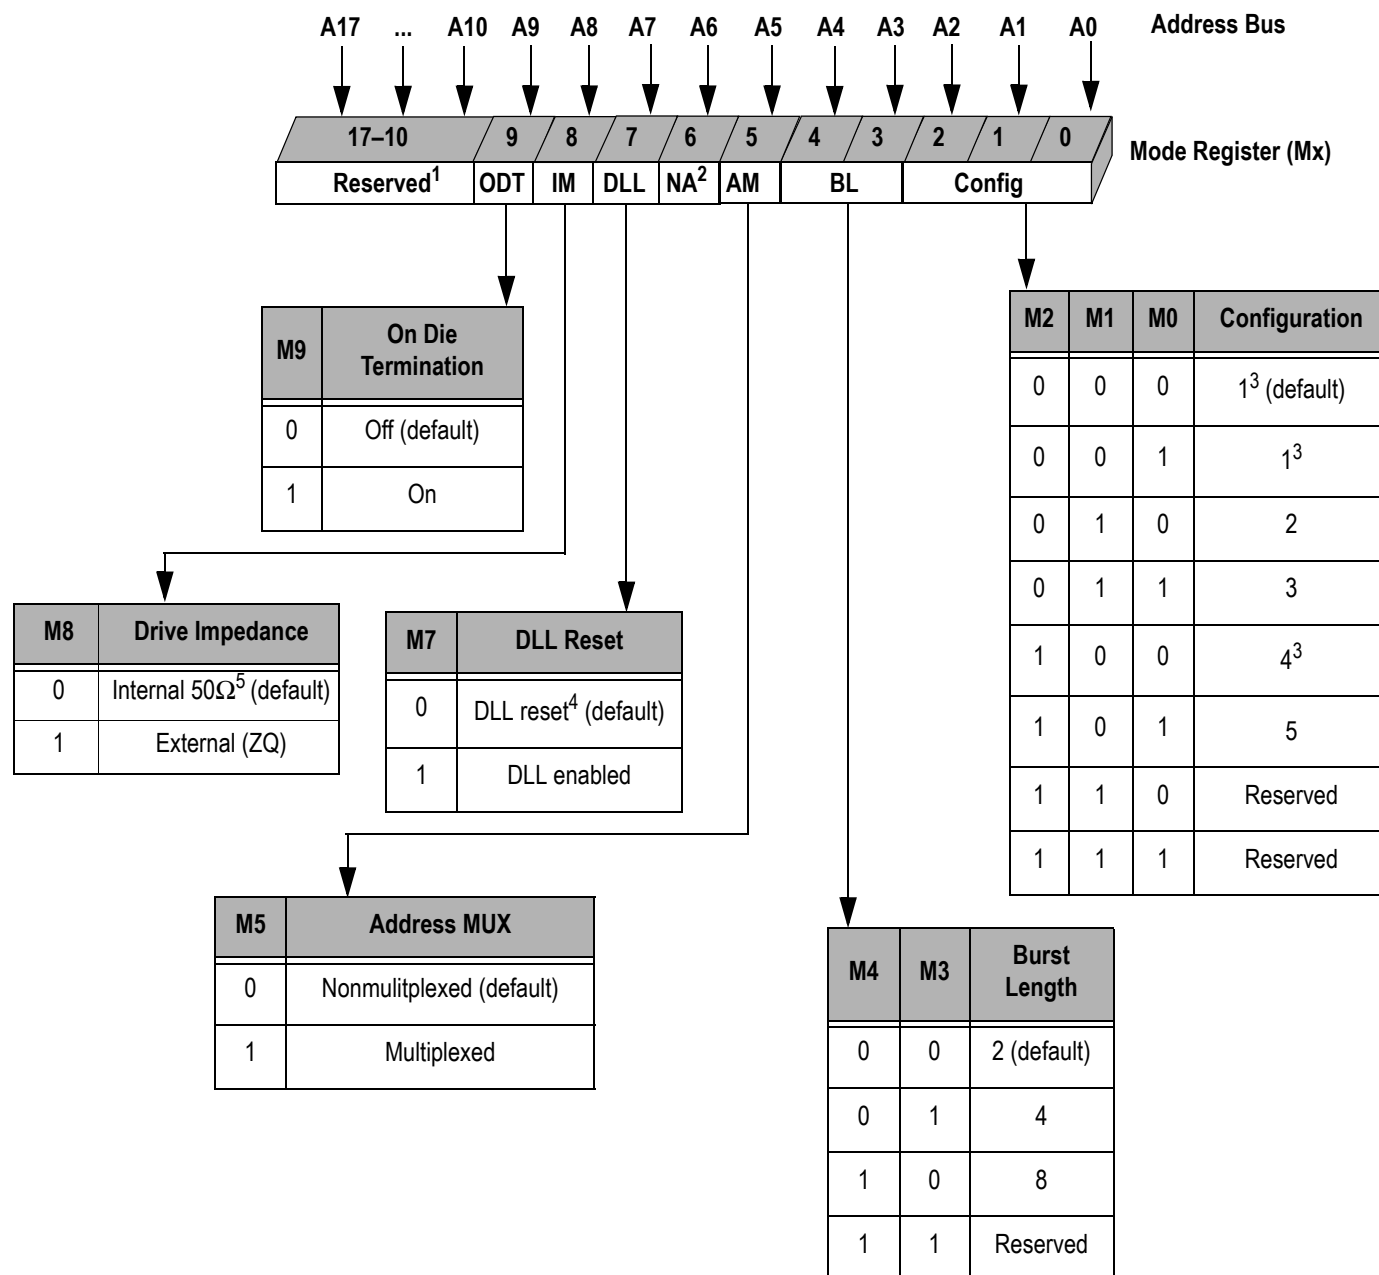 A17 ... A10 A9 A8 A7 A6 A5 A4 A3 A2 A1 A0 Address Bus
17–10 9 8 7 6 5 4 3 2 1 0
Mode Register (Mx)
Reserved1 ODT IM DLL NA2 AM BL Config
M9 On Die
Termination
0 Off (default)
1 On
M2 M1 M0 Configuration
0 0 0 13 (default)
0 0 1 13
0 1 0 2
0 1 1 3
1 0 0 43
1 0 1 5
1 1 0 Reserved
1 1 1 Reserved
M8 Drive Impedance
0 Internal 50Ω5 (default)
1 External (ZQ)
M7 DLL Reset
0 DLL reset4 (default)
1 DLL enabled
M5 Address MUX
0 Nonmulitplexed (default)
1 Multiplexed
M4 M3 Burst
Length
0 0 2 (default)
0 1 4
1 0 8
1 1 Reserved